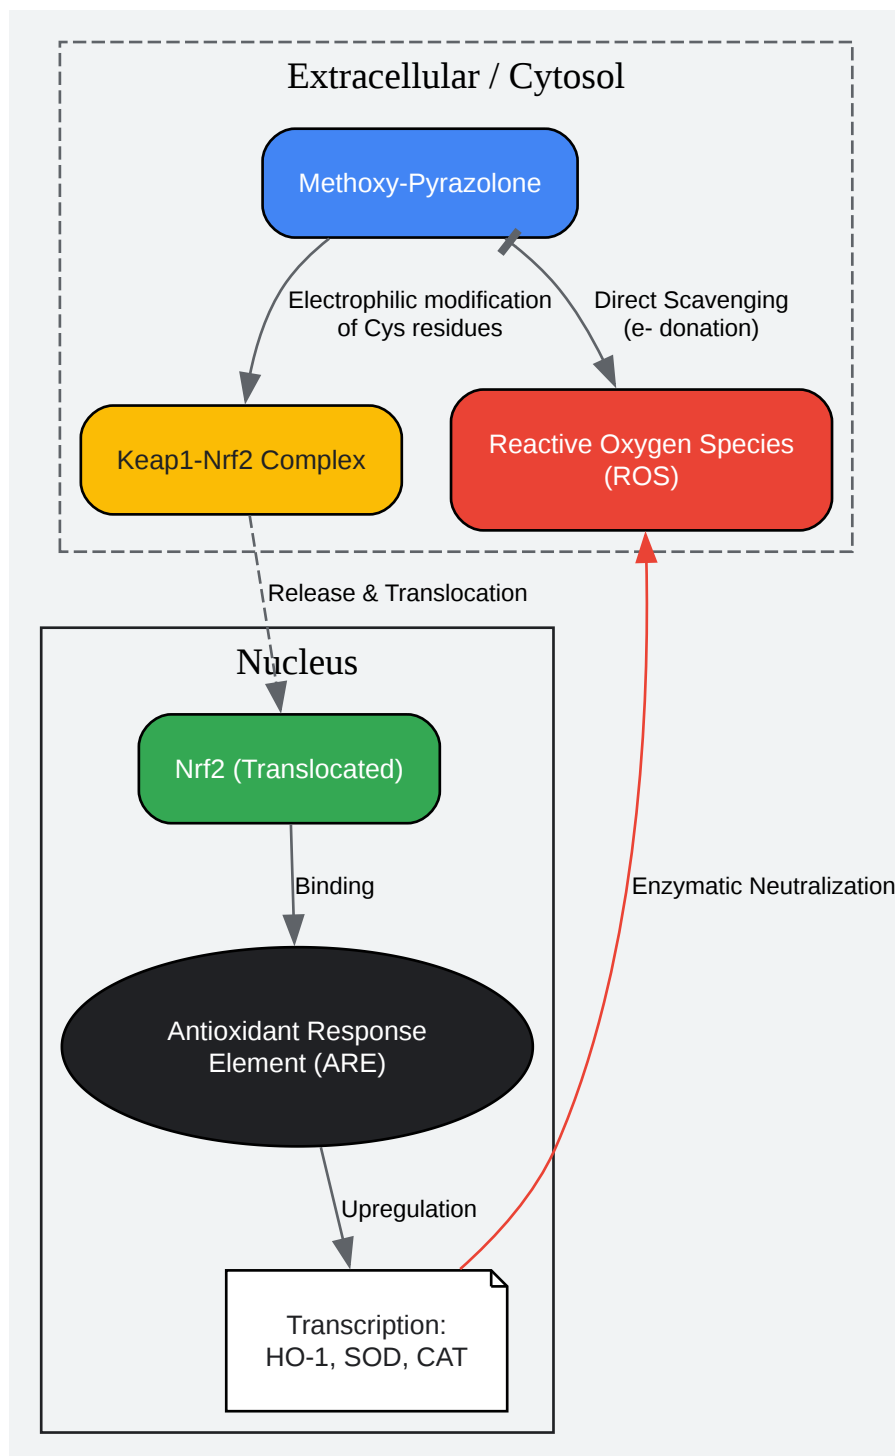 Extracellular / Cytosol
Methoxy-Pyrazolone
Electrophilic modification
of Cys residues
Direct Scavenging
(e- donation)
Keap1-Nrf2 Complex
Reactive Oxygen Species
(ROS)
Release & Translocation
Nucleus
Nrf2 (Translocated)
Binding
Enzymatic Neutralization
Antioxidant Response
Element (ARE)
Upregulation
Transcription:
HO-1, SOD, CAT